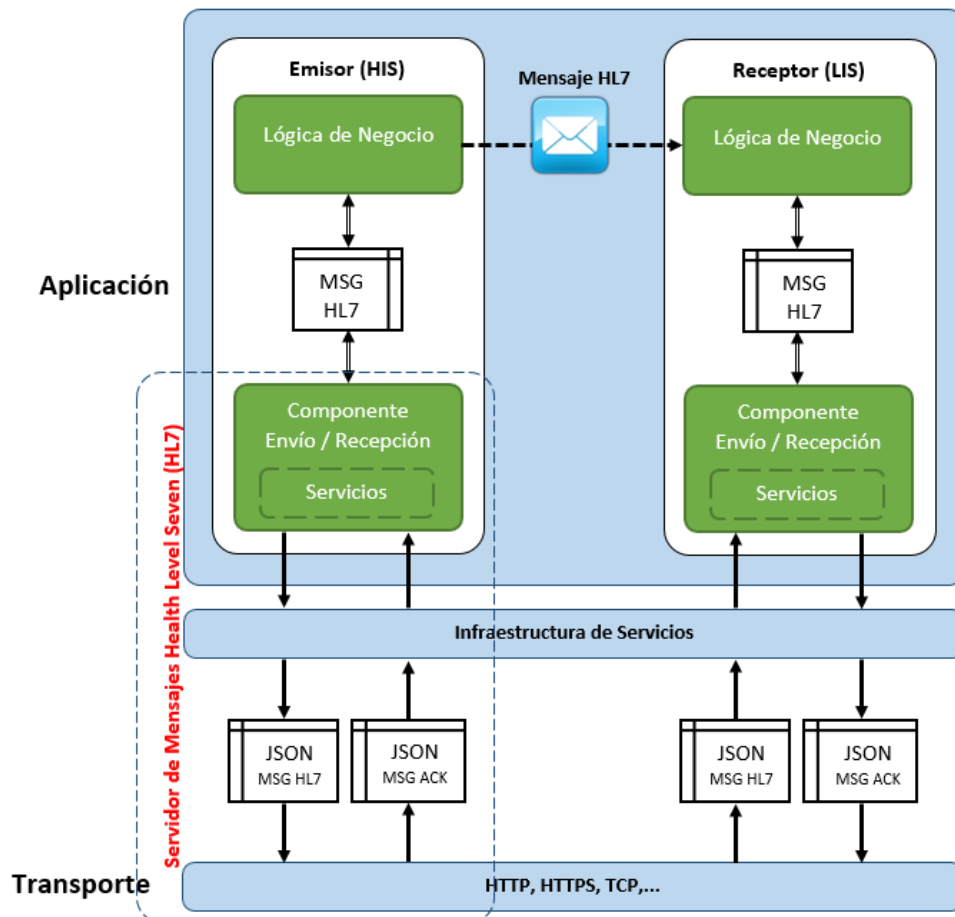 Emisor (HIS)
Mensaje HL7
Receptor (LIS)
Lógica de Negocio
Lógica de Negocio
MSG
HL7
MSG
HL7
Aplicación
Componente
Envío / Recepción
Servicios
Componente
Envío / Recepción
Servicios
Servidor de Mensajes Health Level Seven (HL7)
Infraestructura de Servicios
JSON
MSG HL7
JSON
MSG ACK
JSON
MSG HL7
JSON
MSG ACK
Transporte
HTTP, HTTPS, TCP,...